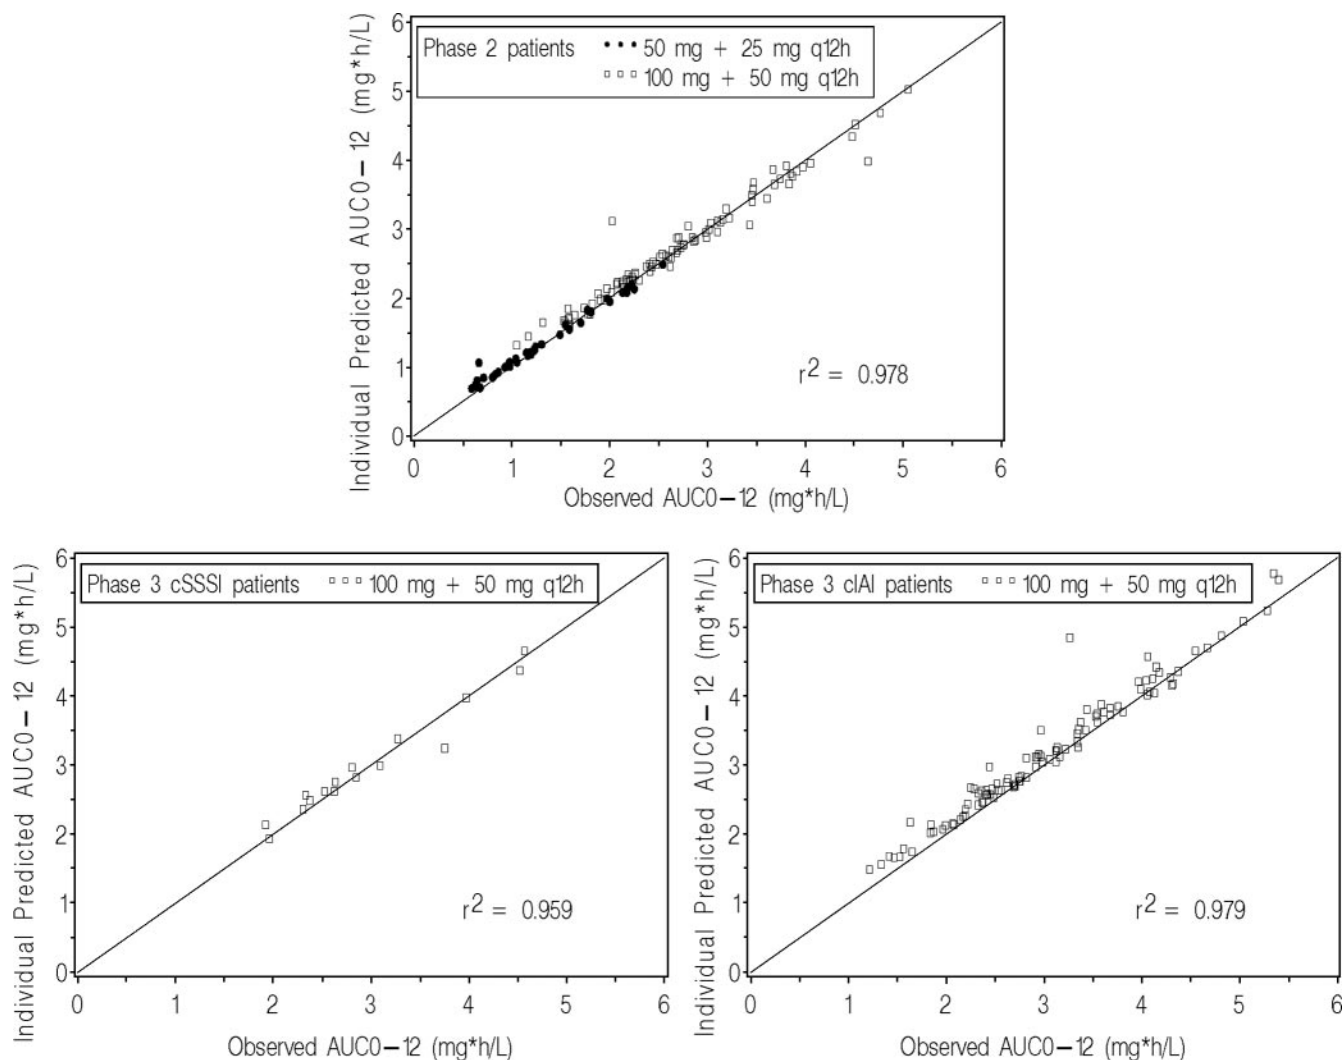 Individual Predicted AUC0−12 (mg*h/L)
6
5
4
3
2
1
0
Phase 2 patients 50 mg + 25 mg q12h
100 mg + 50 mg q12h
r2 = 0.978
0 1 2 3 4 5 6
Observed AUC0−12 (mg*h/L)
Individual Predicted AUC0−12 (mg*h/L)
6
5
4
3
2
1
0
Phase 3 cSSSI patients 100 mg + 50 mg q12h
r2 = 0.959
0 1 2 3 4 5 6
Observed AUC0−12 (mg*h/L)
Individual Predicted AUC0−12 (mg*h/L)
6
5
4
3
2
1
0
Phase 3 cIAI patients 100 mg + 50 mg q12h
r2 = 0.979
0 1 2 3 4 5 6
Observed AUC0−12 (mg*h/L)